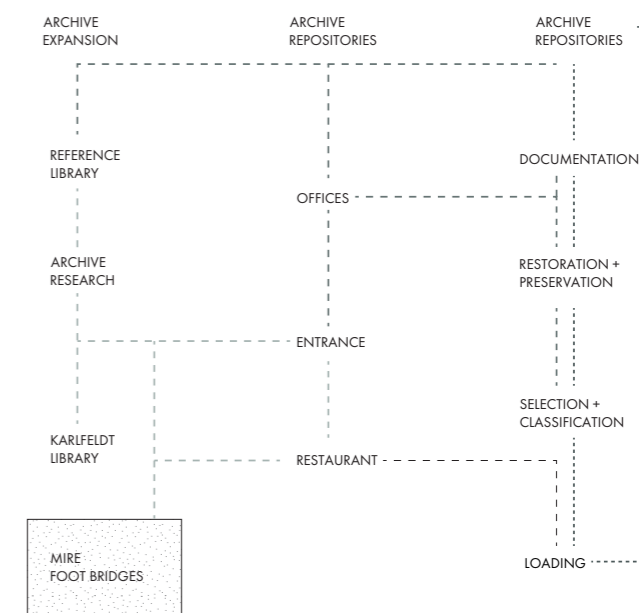 ARCHIVE
EXPANSION
ARCHIVE
REPOSITORIES
ARCHIVE
REPOSITORIES
REFERENCE
LIBRARY
DOCUMENTATION
OFFICES
ARCHIVE
RESEARCH
RESTORATION +
PRESERVATION
ENTRANCE
SELECTION +
CLASSIFICATION
KARLFELDT
LIBRARY
RESTAURANT
MIRE
FOOT BRIDGES
LOADING